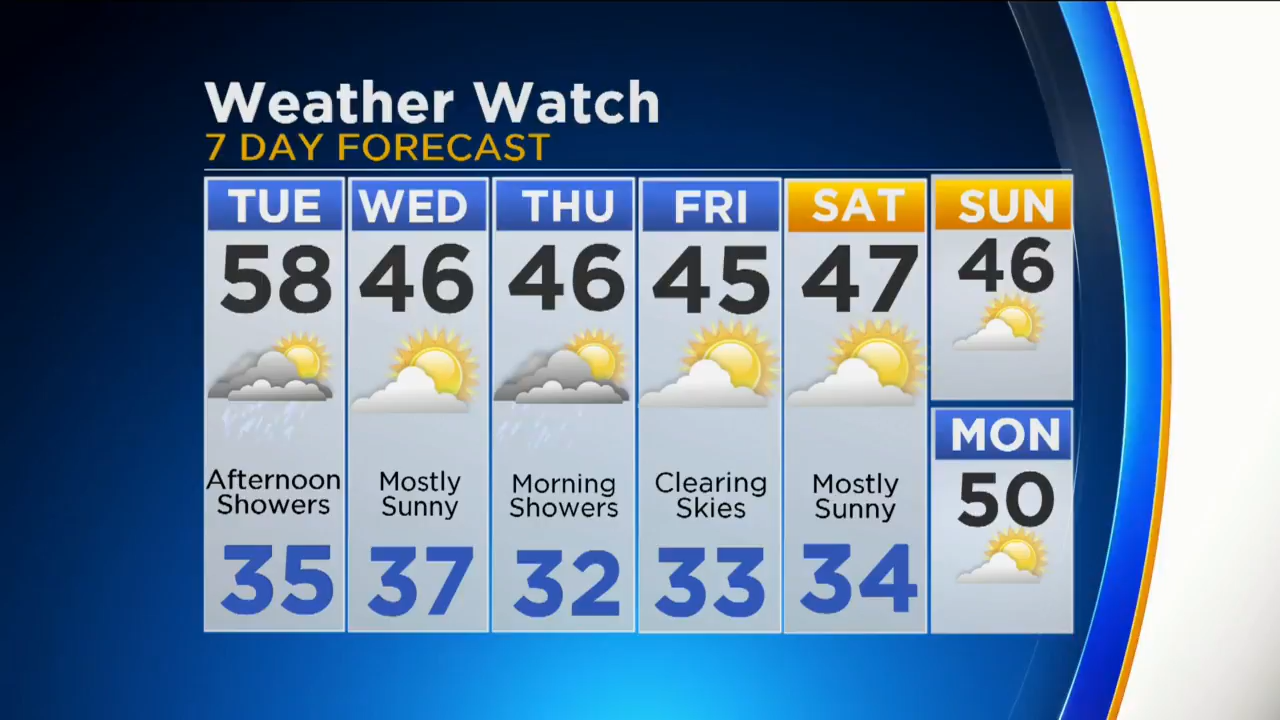 Weather Watch
7 DAY FORECAST
TUE
58
Afternoon
Showers
35
WED
46
Mostly
Sunny
37
THU
46
Morning
Showers
32
FRI
45
Clearing
Skies
33
SAT
47
Mostly
Sunny
34
SUN
46
MON
50